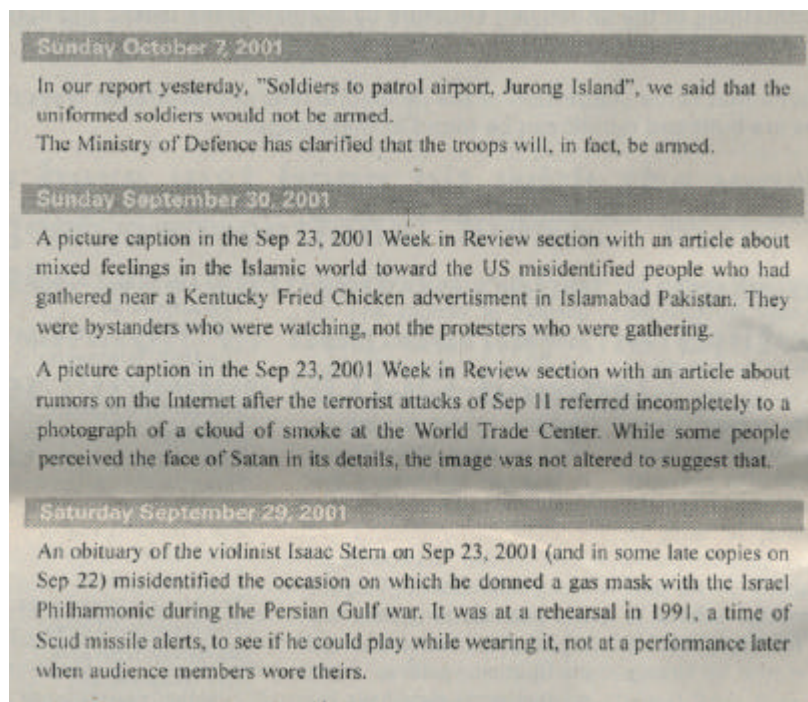 Sunday October 7, 2001
In our report yesterday, "Soldiers to patrol airport, Jurong Island", we said that the
uniformed soldiers would not be armed.
The Ministry of Defence has clarified that the troops will, in fact, be armed.
Sunday September 30, 2001
A picture caption in the Sep 23, 2001 Week in Review section with an article about
mixed feelings in the Islamic world toward the US misidentified people who had
gathered near a Kentucky Fried Chicken advertisment in Islamabad Pakistan. They
were bystanders who were watching, not the protesters who were gathering.
A picture caption in the Sep 23, 2001 Week in Review section with an article about
rumors on the Internet after the terrorist attacks of Sep 11 referred incompletely to a
photograph of a cloud of smoke at the World Trade Center. While some people
perceived the face of Satan in its details, the image was not altered to suggest that.
Saturday September 29, 2001
An obituary of the violinist Isaac Stern on Sep 23, 2001 (and in some late copies on
Sep 22) misidentified the occasion on which he donned a gas mask with the Israel
Philharmonic during the Persian Gulf war. It was at a rehearsal in 1991, a time of
Scud missile alerts, to see if he could play while wearing it, not at a performance later
when audience members wore theirs.